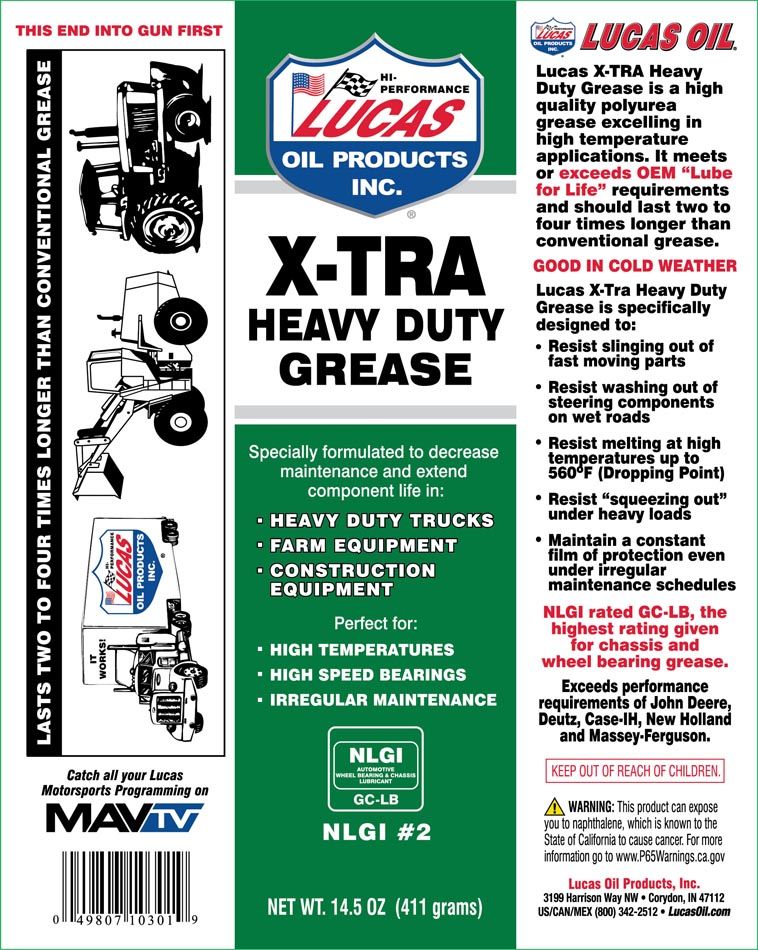 THIS END INTO GUN FIRST
LASTS TWO TO FOUR TIMES LONGER THAN CONVENTIONAL GREASE
HI-
PERFORMANCE
LUCAS
OIL PRODUCTS
INC.
®
IT
WORKS!
Catch all your Lucas
Motorsports Programming on
MAVTV
0 49807 10301 9
HI-
PERFORMANCE
LUCAS
OIL PRODUCTS
INC.
®
X-TRA
HEAVY DUTY
GREASE
Specially formulated to decrease
maintenance and extend
component life in:
· HEAVY DUTY TRUCKS
· FARM EQUIPMENT
· CONSTRUCTION
EQUIPMENT
Perfect for:
· HIGH TEMPERATURES
· HIGH SPEED BEARINGS
· IRREGULAR MAINTENANCE
NLGI
AUTOMOTIVE
WHEEL BEARING & CHASSIS
LUBRICANT
GC-LB
NLGI #2
NET WT. 14.5 OZ (411 grams)
LUCAS
OIL PRODUCTS
INC.
LUCAS OIL
Lucas X-TRA Heavy
Duty Grease is a high
quality polyurea
grease excelling in
high temperature
applications. It meets
or exceeds OEM “Lube
for Life” requirements
and should last two to
four times longer than
conventional grease.
GOOD IN COLD WEATHER
Lucas X-Tra Heavy Duty
Grease is specifically
designed to:
• Resist slinging out of
fast moving parts
• Resist washing out of
steering components
on wet roads
• Resist melting at high
temperatures up to
560ºF (Dropping Point)
• Resist “squeezing out”
under heavy loads
• Maintain a constant
film of protection even
under irregular
maintenance schedules
NLGI rated GC-LB, the
highest rating given
for chassis and
wheel bearing grease.
Exceeds performance
requirements of John Deere,
Deutz, Case-IH, New Holland
and Massey-Ferguson.
KEEP OUT OF REACH OF CHILDREN.
WARNING: This product can expose
you to naphthalene, which is known to the
State of California to cause cancer. For more
information go to www.P65Warnings.ca.gov
Lucas Oil Products, Inc.
3199 Harrison Way NW • Corydon, IN 47112
US/CAN/MEX (800) 342-2512 • LucasOil.com